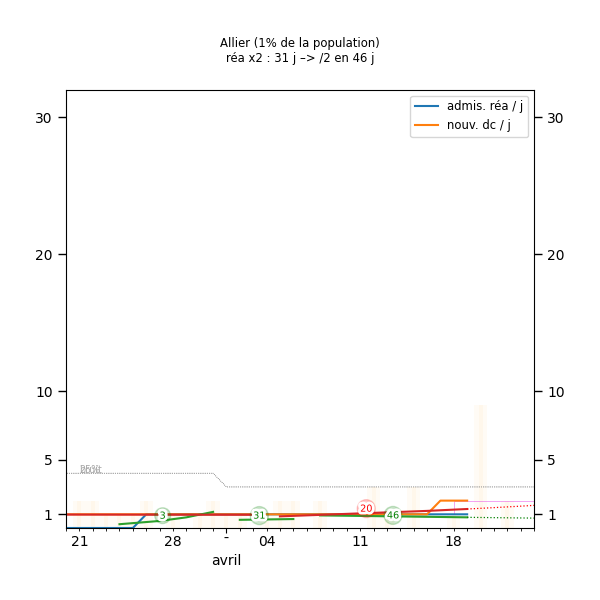 Allier (1% de la population)
réa x2 : 31 j –> /2 en 46 j
admis. réa / j
nouv. dc / j
30 30
20 20
10 10
5 5
1 1
3 31 20 46
21 28 - 04 11 18
avril